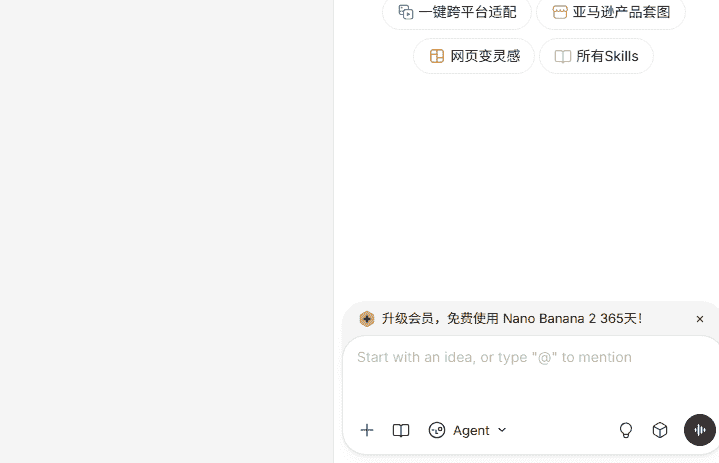 一键跨平台适配 亚马逊产品套图
网页变灵感 所有Skills
升级会员，免费使用 Nano Banana 2 365天！
Start with an idea, or type "@" to mention
Agent